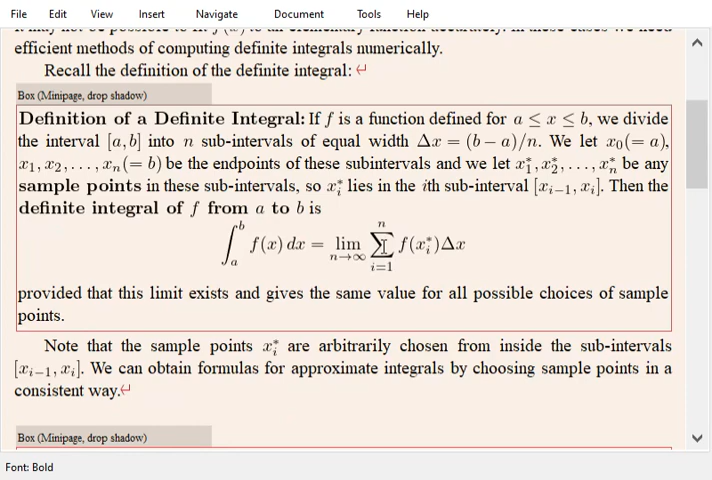 File Edit View Insert Navigate Document Tools Help
efficient methods of computing definite integrals numerically.
Recall the definition of the definite integral:↵
Box (Minipage, drop shadow)
Definition of a Definite Integral: If f is a function defined for a ≤ x ≤ b, we divide
the interval [a, b] into n sub-intervals of equal width Δx = (b − a)/n. We let x₀(= a),
x₁, x₂, . . . , xₙ(= b) be the endpoints of these subintervals and we let x₁*, x₂*, . . . , xₙ* be any
sample points in these sub-intervals, so xᵢ* lies in the ith sub-interval [xᵢ₋₁, xᵢ]. Then the
definite integral of f from a to b is
∫ₐᵇ f(x) dx = lim_{n→∞} ∑_{i=1}^{n} f(xᵢ*)Δx
provided that this limit exists and gives the same value for all possible choices of sample
points.
Note that the sample points xᵢ* are arbitrarily chosen from inside the sub-intervals
[xᵢ₋₁, xᵢ]. We can obtain formulas for approximate integrals by choosing sample points in a
consistent way.↵
Box (Minipage, drop shadow)
Font: Bold